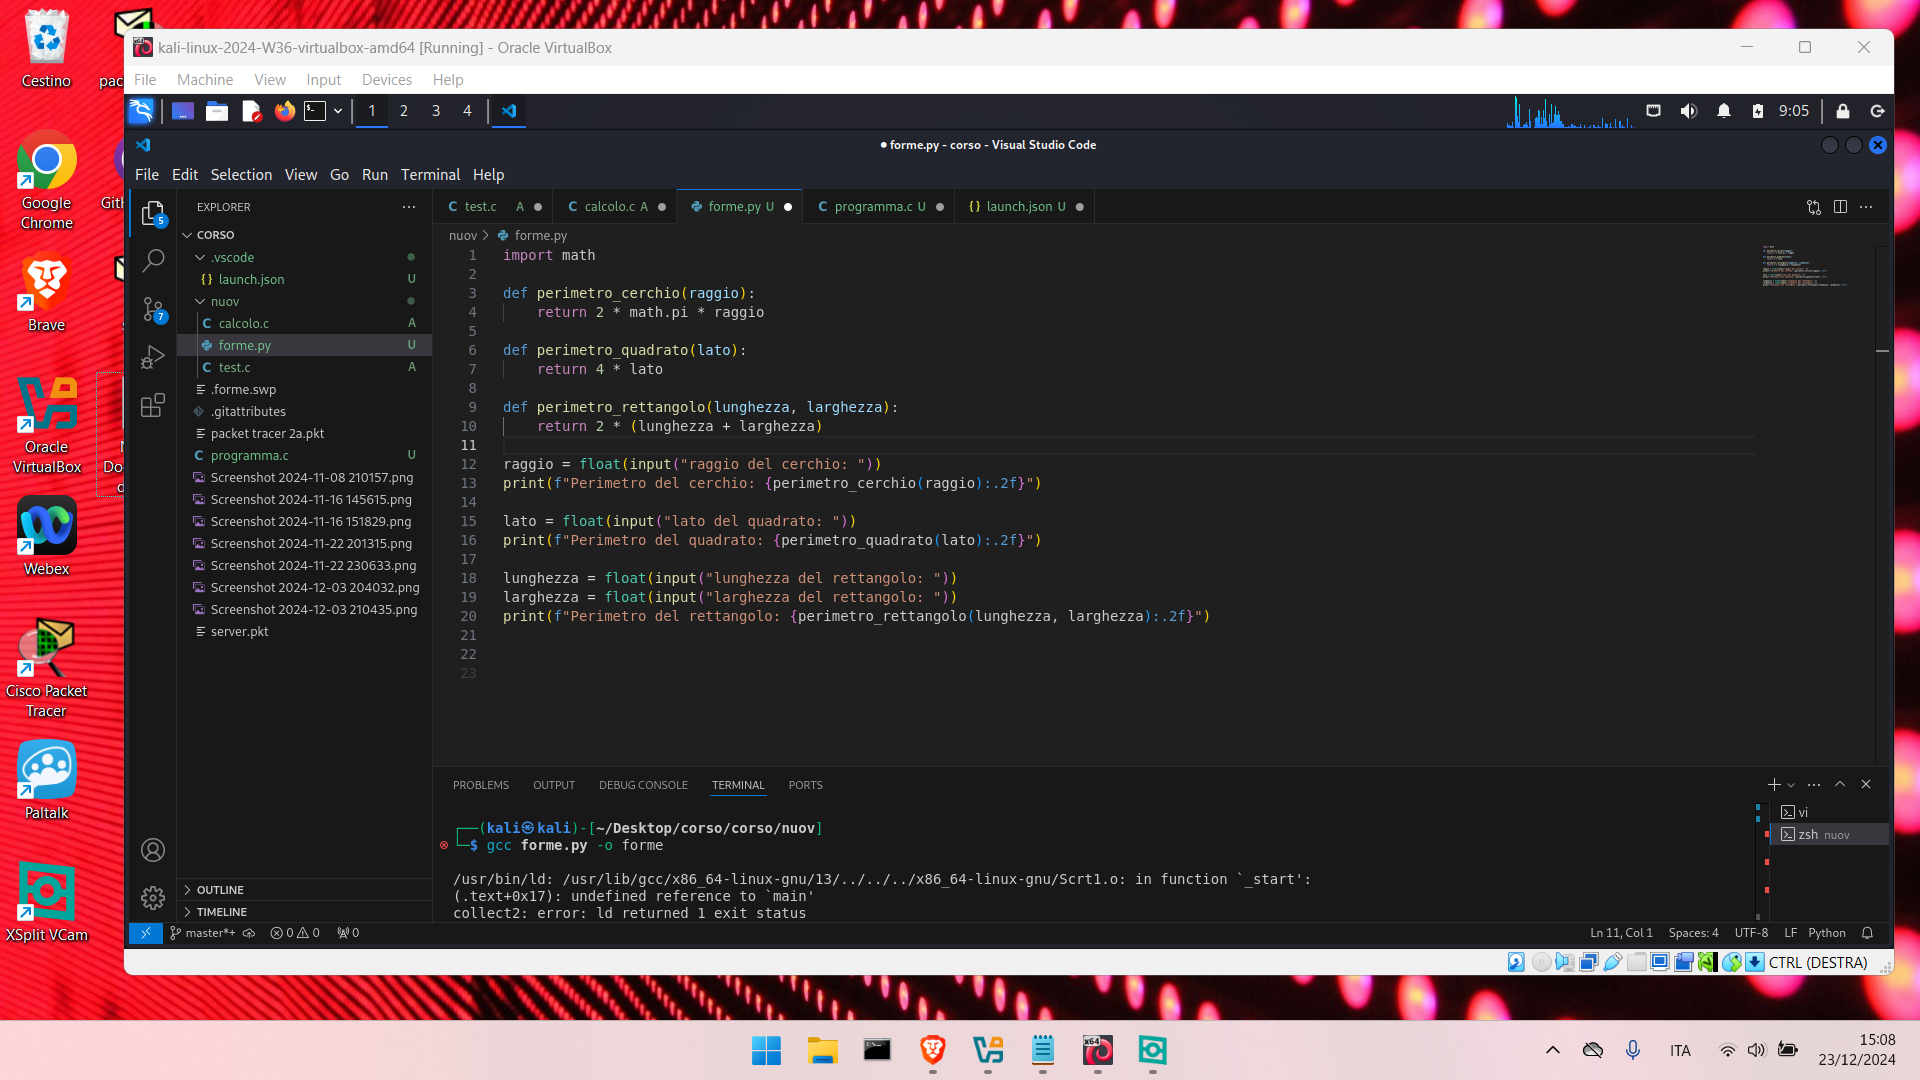 Cestino
pac
Google
Chrome
GitH
Brave
s
Oracle
VirtualBox
N
Do
d
Webex
Cisco Packet
Tracer
Paltalk
XSplit VCam
kali-linux-2024-W36-virtualbox-amd64 [Running] - Oracle VirtualBox
File Machine View Input Devices Help
1 2 3 4 9:05
● forme.py - corso - Visual Studio Code
File Edit Selection View Go Run Terminal Help
5
7
EXPLORER
CORSO
.vscode
{} launch.json U
nuov
C calcolo.c A
forme.py U
C test.c A
.forme.swp
.gitattributes
packet tracer 2a.pkt
C programma.c U
Screenshot 2024-11-08 210157.png
Screenshot 2024-11-16 145615.png
Screenshot 2024-11-16 151829.png
Screenshot 2024-11-22 201315.png
Screenshot 2024-11-22 230633.png
Screenshot 2024-12-03 204032.png
Screenshot 2024-12-03 210435.png
server.pkt
OUTLINE
TIMELINE
C test.c A ● C calcolo.c A ● forme.py U ● C programma.c U ● {} launch.json U ●
nuov > forme.py
1 import math
2
3 def perimetro_cerchio(raggio):
4     return 2 * math.pi * raggio
5
6 def perimetro_quadrato(lato):
7     return 4 * lato
8
9 def perimetro_rettangolo(lunghezza, larghezza):
10     return 2 * (lunghezza + larghezza)
11
12 raggio = float(input("raggio del cerchio: "))
13 print(f"Perimetro del cerchio: {perimetro_cerchio(raggio):.2f}")
14
15 lato = float(input("lato del quadrato: "))
16 print(f"Perimetro del quadrato: {perimetro_quadrato(lato):.2f}")
17
18 lunghezza = float(input("lunghezza del rettangolo: "))
19 larghezza = float(input("larghezza del rettangolo: "))
20 print(f"Perimetro del rettangolo: {perimetro_rettangolo(lunghezza, larghezza):.2f}")
21
22
23
PROBLEMS OUTPUT DEBUG CONSOLE TERMINAL PORTS
┌──(kali㉿kali)-[~/Desktop/corso/corso/nuov]
└─$ gcc forme.py -o forme
/usr/bin/ld: /usr/lib/gcc/x86_64-linux-gnu/13/../../../x86_64-linux-gnu/Scrt1.o: in function `_start':
(.text+0x17): undefined reference to `main'
collect2: error: ld returned 1 exit status
vi
zsh nuov
master*+ 0 0 0 Ln 11, Col 1 Spaces: 4 UTF-8 LF Python
CTRL (DESTRA)
x64
ITA
15:08
23/12/2024